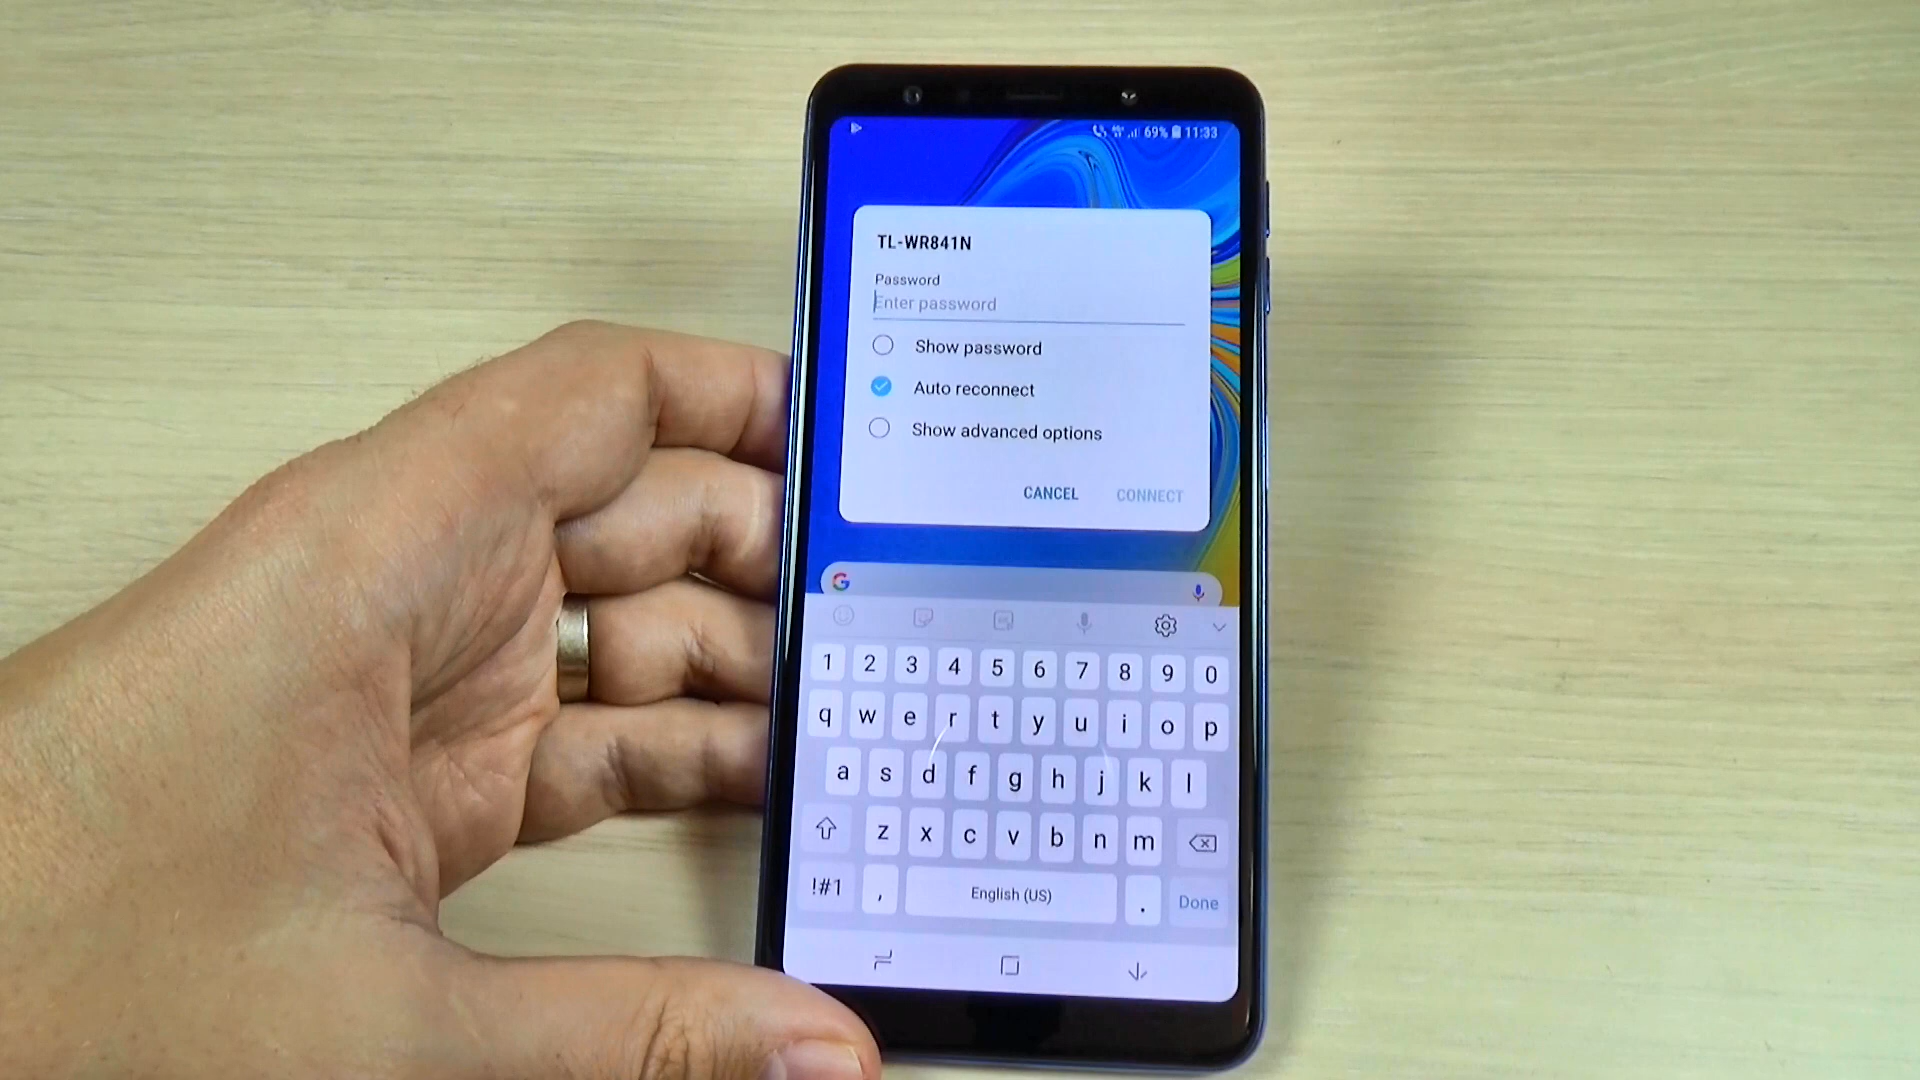 69% 11:33
TL-WR841N
Password
Enter password
Show password
Auto reconnect
Show advanced options
CANCEL CONNECT
G
1 2 3 4 5 6 7 8 9 0
q w e r t y u i o p
a s d f g h j k l
z x c v b n m
!#1 , English (US) . Done